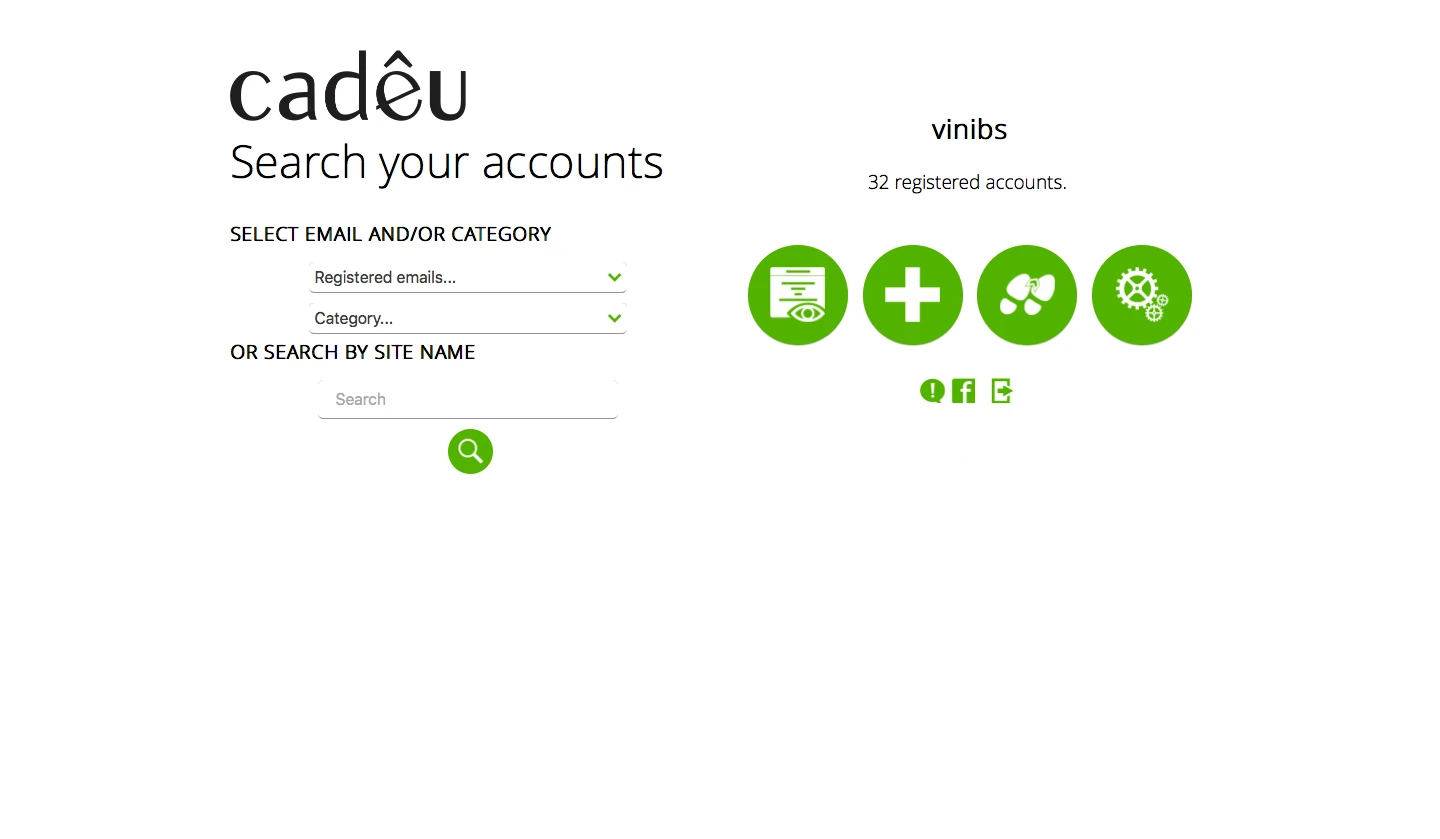 cadêu
Search your accounts
SELECT EMAIL AND/OR CATEGORY
Registered emails...
Category...
OR SEARCH BY SITE NAME
Search
vinibs
32 registered accounts.